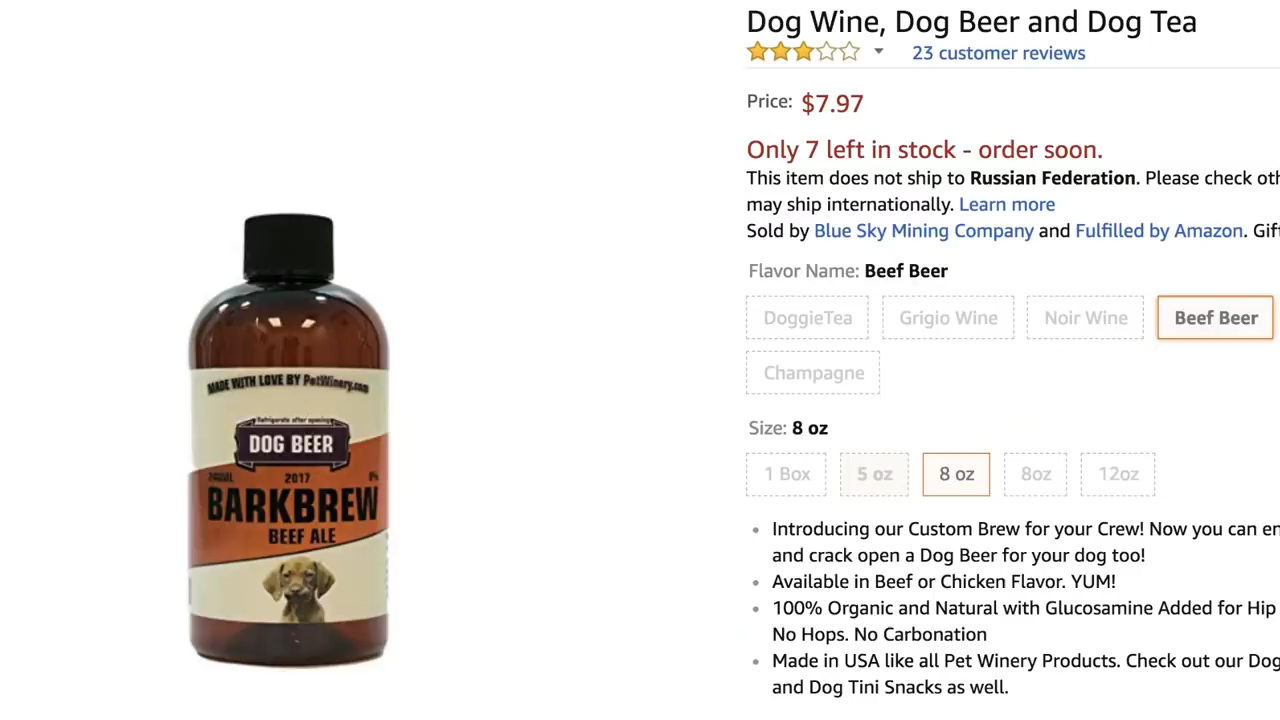 Dog Wine, Dog Beer and Dog Tea
23 customer reviews
Price: $7.97
Only 7 left in stock - order soon.
This item does not ship to Russian Federation. Please check oth
may ship internationally. Learn more
Sold by Blue Sky Mining Company and Fulfilled by Amazon. Gift
Flavor Name: Beef Beer
DoggieTea Grigio Wine Noir Wine Beef Beer
Champagne
Size: 8 oz
1 Box 5 oz 8 oz 8oz 12oz
Introducing our Custom Brew for your Crew! Now you can en
and crack open a Dog Beer for your dog too!
Available in Beef or Chicken Flavor. YUM!
100% Organic and Natural with Glucosamine Added for Hip
No Hops. No Carbonation
Made in USA like all Pet Winery Products. Check out our Dog
and Dog Tini Snacks as well.
MADE WITH LOVE BY PetWinery.com
Refrigerate after opening
DOG BEER
2017
BARKBREW
BEEF ALE